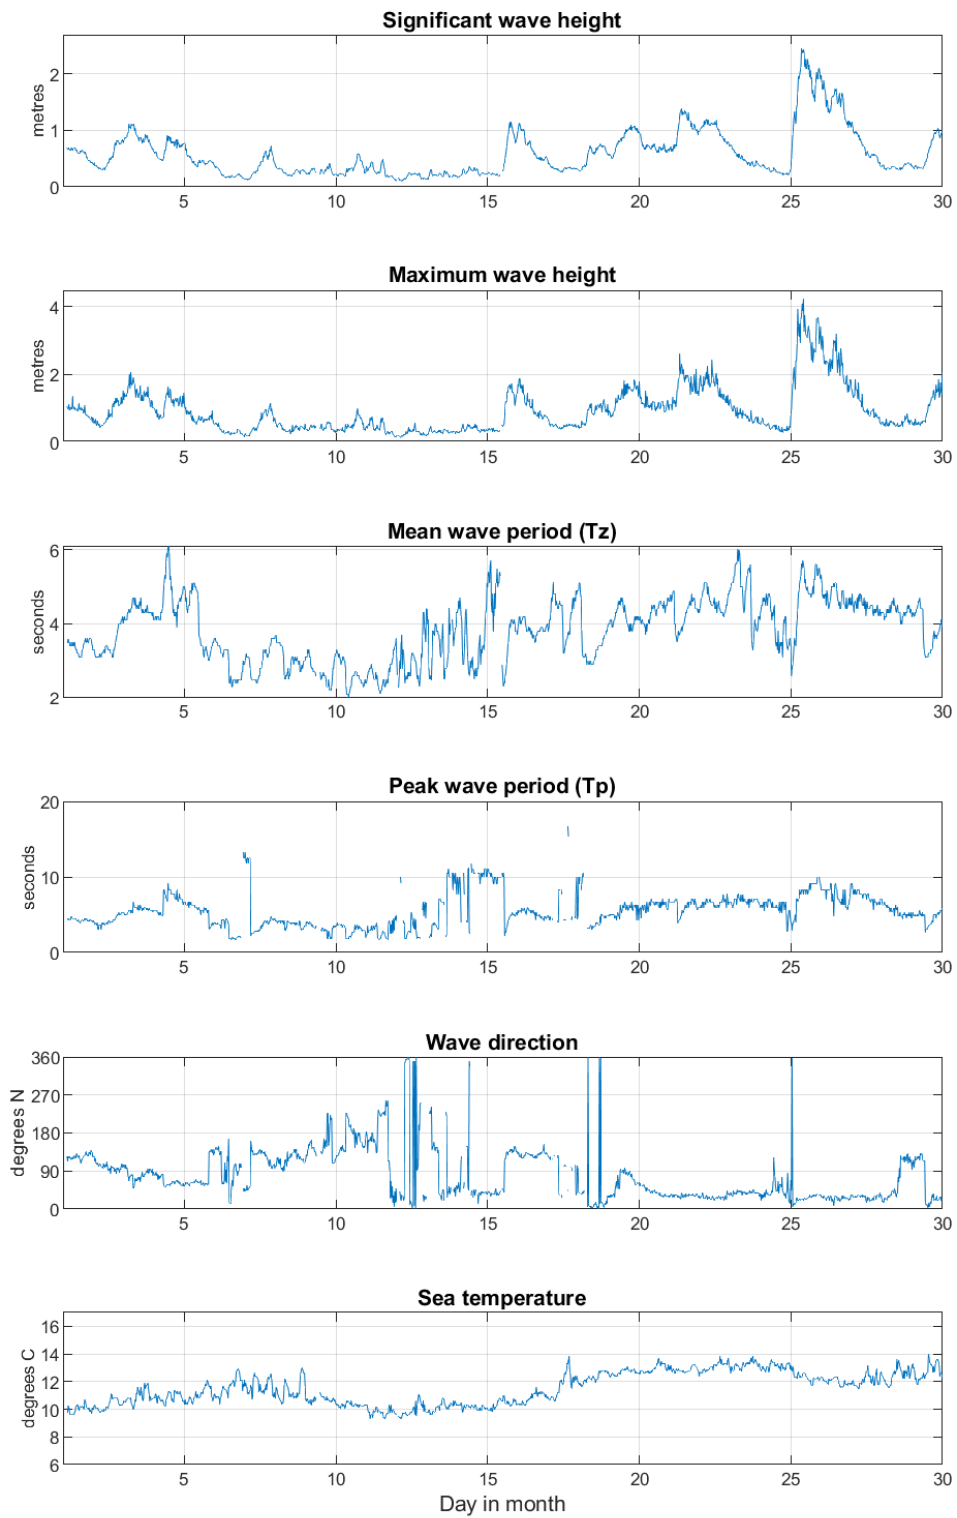 Significant wave height
metres
2
1
0
5 10 15 20 25 30
Maximum wave height
metres
4
2
0
5 10 15 20 25 30
Mean wave period (Tz)
seconds
6
4
2
5 10 15 20 25 30
Peak wave period (Tp)
seconds
20
10
0
5 10 15 20 25 30
Wave direction
degrees N
360
270
180
90
0
5 10 15 20 25 30
Sea temperature
degrees C
16
14
12
10
8
6
5 10 15 20 25 30
Day in month